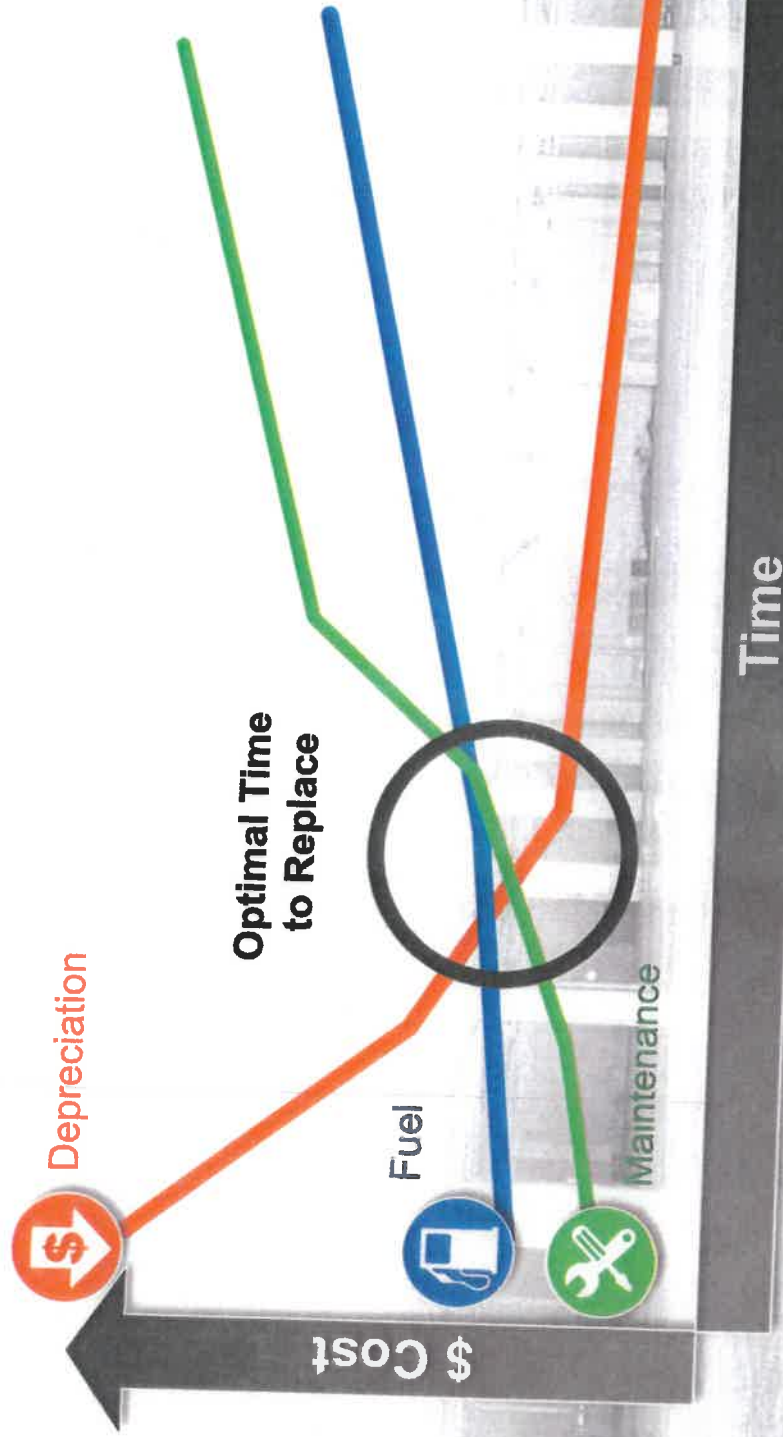 $ Cost
$
Depreciation
Fuel
Maintenance
Optimal Time
to Replace
Time